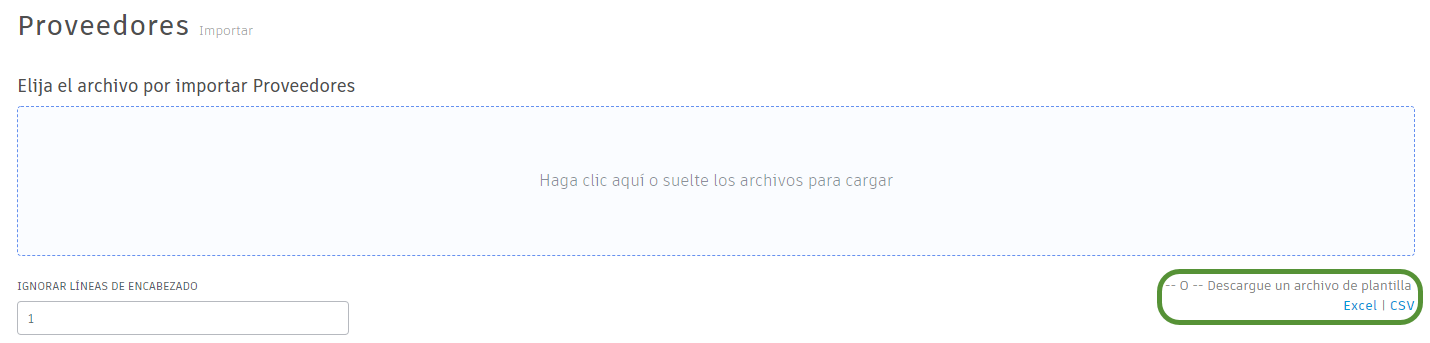 Proveedores Importar
Elija el archivo por importar Proveedores
Haga clic aquí o suelte los archivos para cargar
IGNORAR LÍNEAS DE ENCABEZADO
1
-- O -- Descargue un archivo de plantilla
Excel | CSV